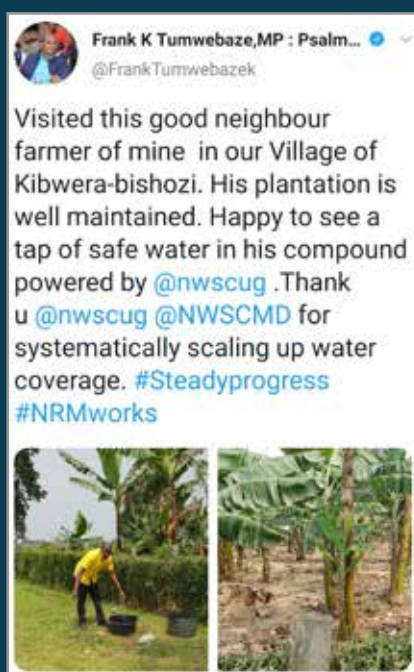 Frank K Tumwebaze,MP : Psalm...
@FrankTumwebazek
Visited this good neighbour
farmer of mine in our Village of
Kibwera-bishozi. His plantation is
well maintained. Happy to see a
tap of safe water in his compound
powered by @nwscug .Thank
u @nwscug @NWSCMD for
systematically scaling up water
coverage. #Steadyprogress
#NRMworks